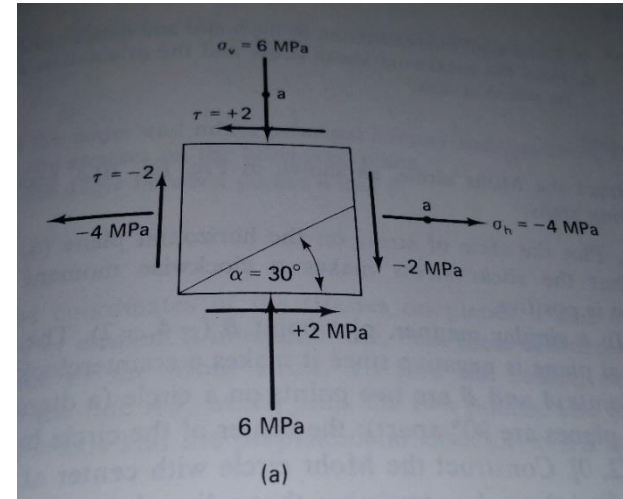 σv = 6 MPa
a
τ = +2
τ = −2
a
−4 MPa
σh = −4 MPa
−2 MPa
α = 30°
+2 MPa
6 MPa
(a)